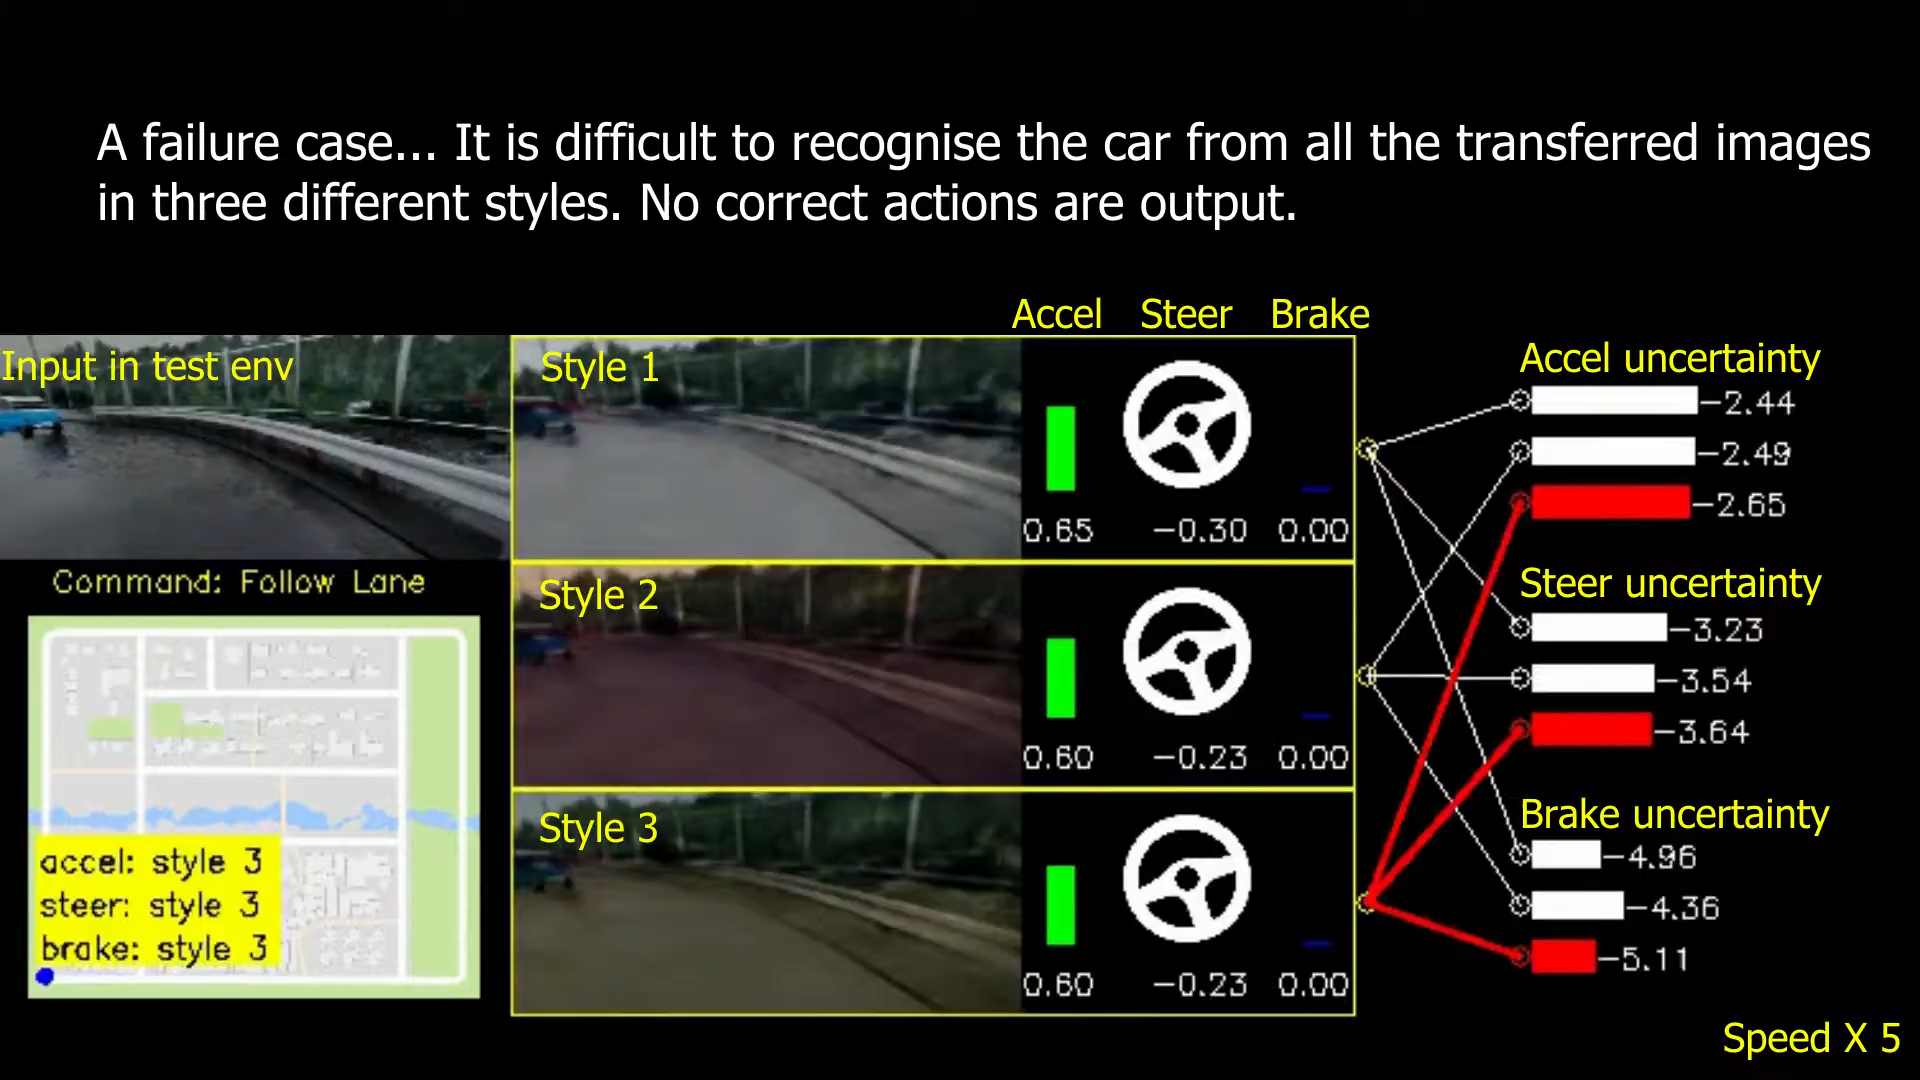 A failure case... It is difficult to recognise the car from all the transferred images
in three different styles. No correct actions are output.
Accel Steer Brake
Input in test env
Style 1
0.65 -0.30 0.00
Accel uncertainty
-2.44
-2.49
-2.65
Command: Follow Lane
Style 2
0.60 -0.23 0.00
Steer uncertainty
-3.23
-3.54
-3.64
accel: style 3
steer: style 3
brake: style 3
Style 3
0.60 -0.23 0.00
Brake uncertainty
-4.96
-4.36
-5.11
Speed X 5